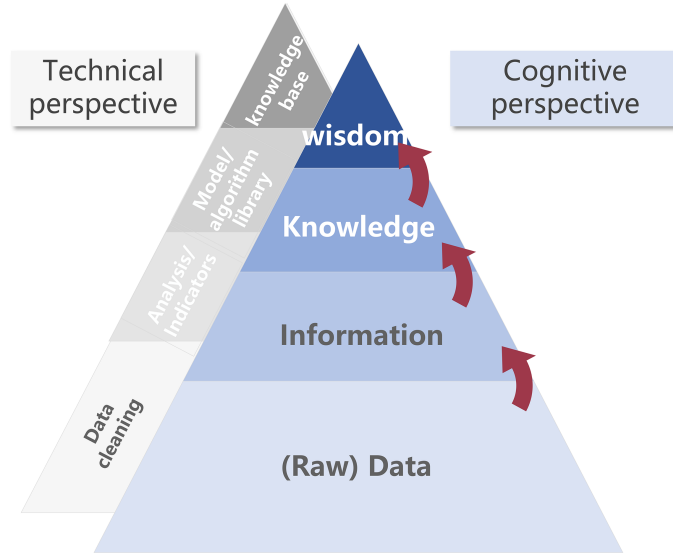 Technical
perspective
Cognitive
perspective
knowledge
base
wisdom
Model/
algorithm
library
Knowledge
Analysis/
Indicators
Information
Data
cleaning
(Raw) Data